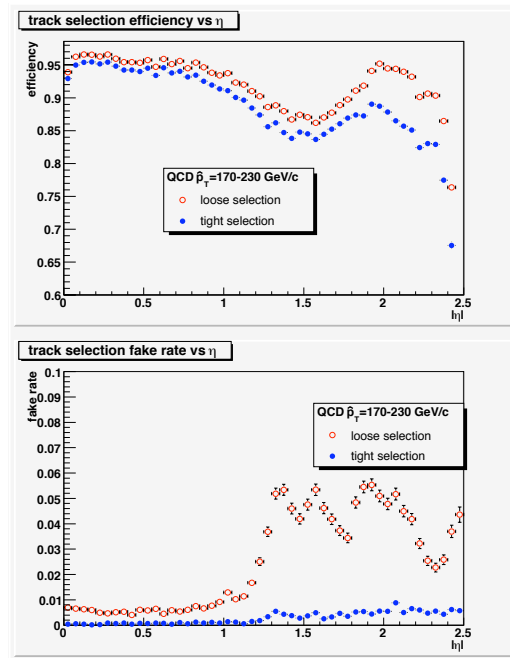 track selection efficiency vs η
efficiency
0.95
0.9
0.85
0.8
0.75
0.7
0.65
0.6
QCD p̂_T=170-230 GeV/c
loose selection
tight selection
0 0.5 1 1.5 2 2.5
|η|
track selection fake rate vs η
fake rate
0.1
0.09
0.08
0.07
0.06
0.05
0.04
0.03
0.02
0.01
0
QCD p̂_T=170-230 GeV/c
loose selection
tight selection
0 0.5 1 1.5 2 2.5
|η|